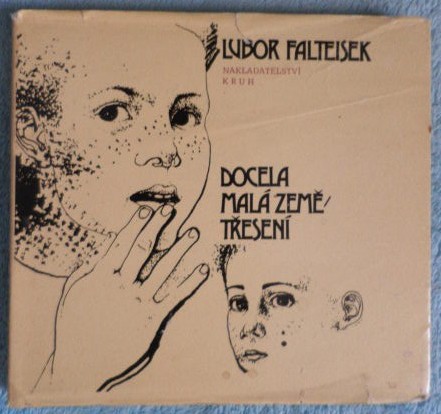 LUBOR FALTEISEK
NAKLADATELSTVÍ
KRUH
DOCELA
MALÁ ZEMĚ/
TŘESENÍ